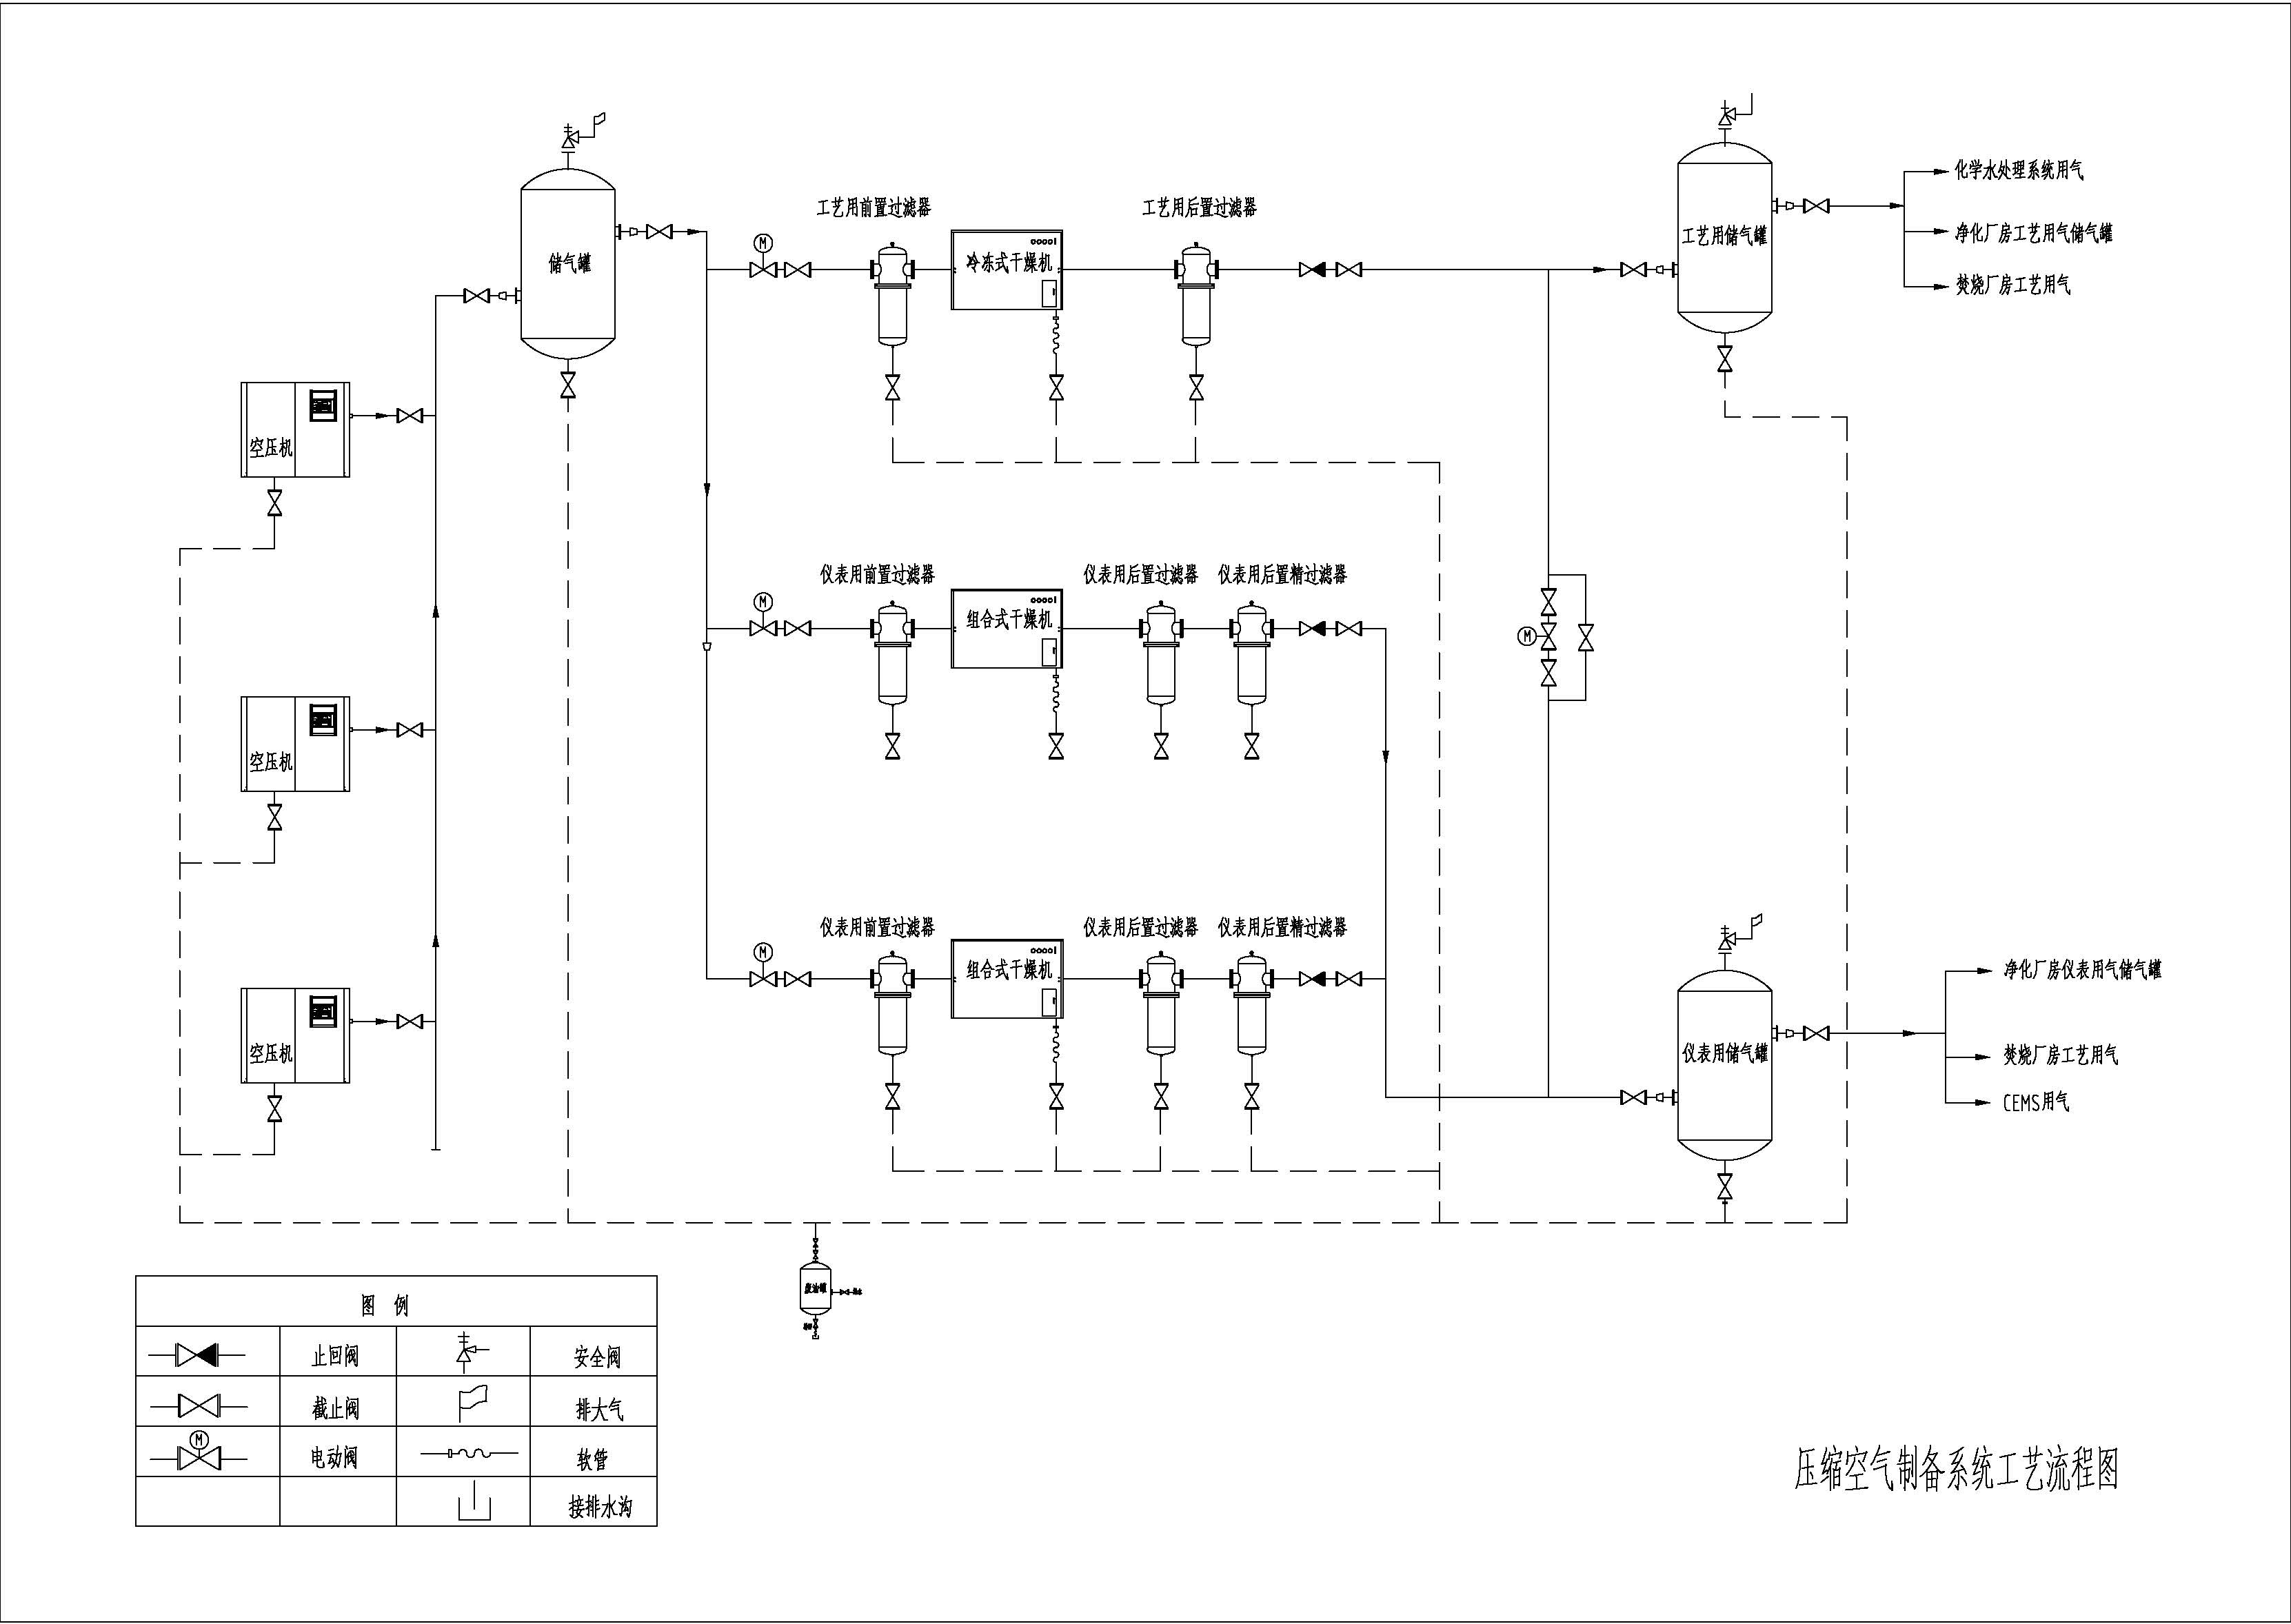 工艺用前置过滤器
工艺用后置过滤器
储气罐
M
冷冻式干燥机
工艺用储气罐
化学水处理系统用气
净化厂房工艺用气储气罐
焚烧厂房工艺用气
空压机
仪表用前置过滤器
仪表用后置过滤器
仪表用后置精过滤器
M
组合式干燥机
M
空压机
仪表用前置过滤器
仪表用后置过滤器
仪表用后置精过滤器
M
组合式干燥机
空压机
仪表用储气罐
净化厂房仪表用气储气罐
焚烧厂房工艺用气
CEMS用气
废油罐
图 例
止回阀
安全阀
截止阀
排大气
M
电动阀
软管
接排水沟
压缩空气制备系统工艺流程图